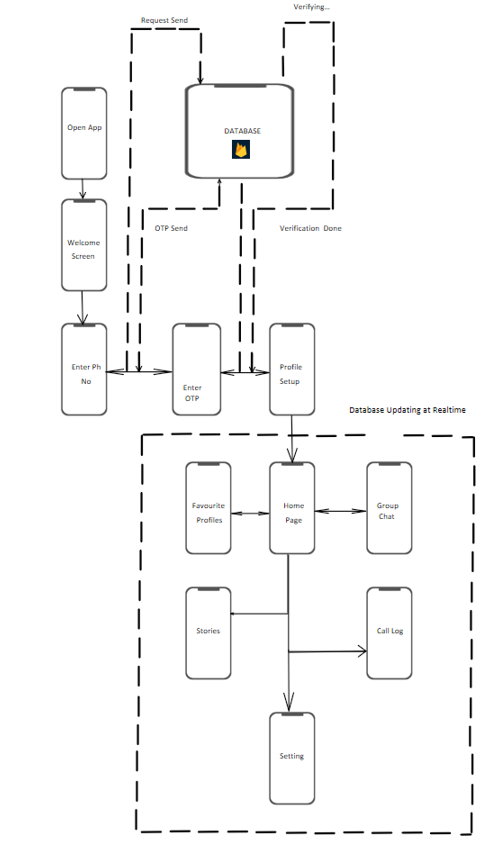 Verifying...
Request Send
Open App
DATABASE
OTP Send
Verification Done
Welcome
Screen
Enter Ph
No
Enter
OTP
Profile
Setup
Database Updating at Realtime
Favourite
Profiles
Home
Page
Group
Chat
Stories
Call Log
Setting